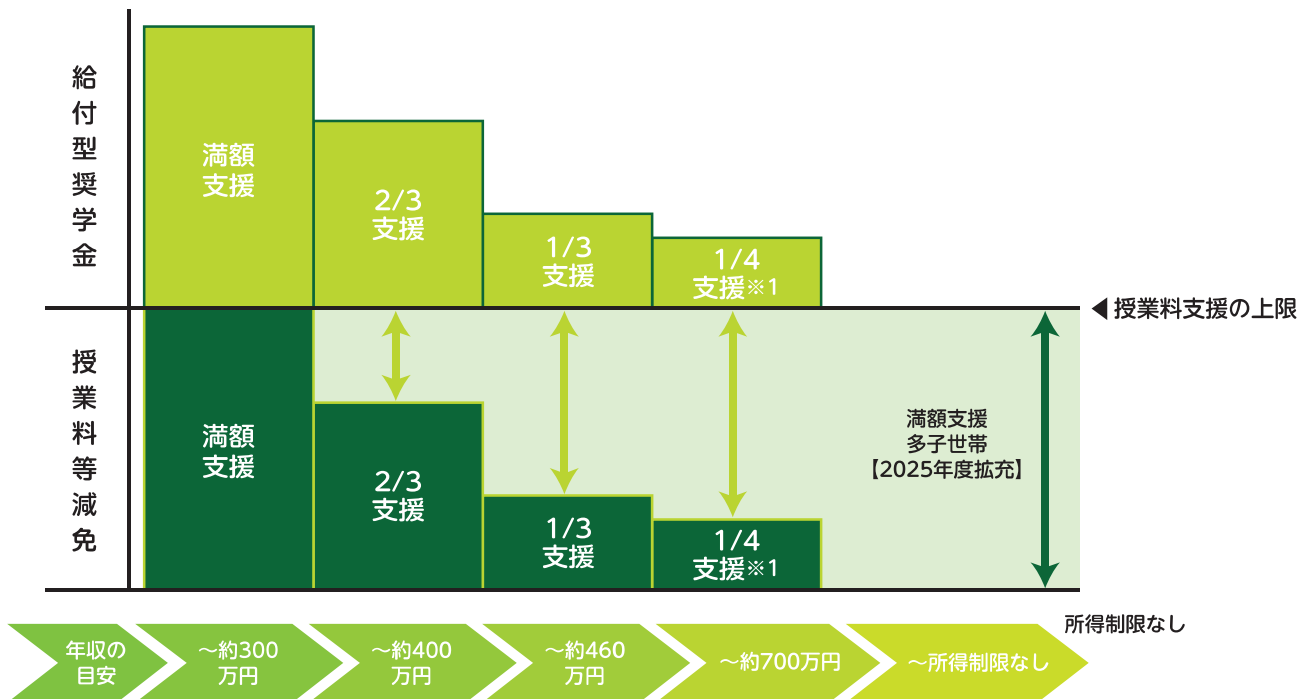 給付型奨学金
満額
支援
2/3
支援
1/3
支援
1/4
支援※1
◀授業料支援の上限
授業料等減免
満額
支援
2/3
支援
1/3
支援
1/4
支援※1
満額支援
多子世帯
【2025年度拡充】
所得制限なし
年収の
目安
～約300
万円
～約400
万円
～約460
万円
～約700万円
～所得制限なし